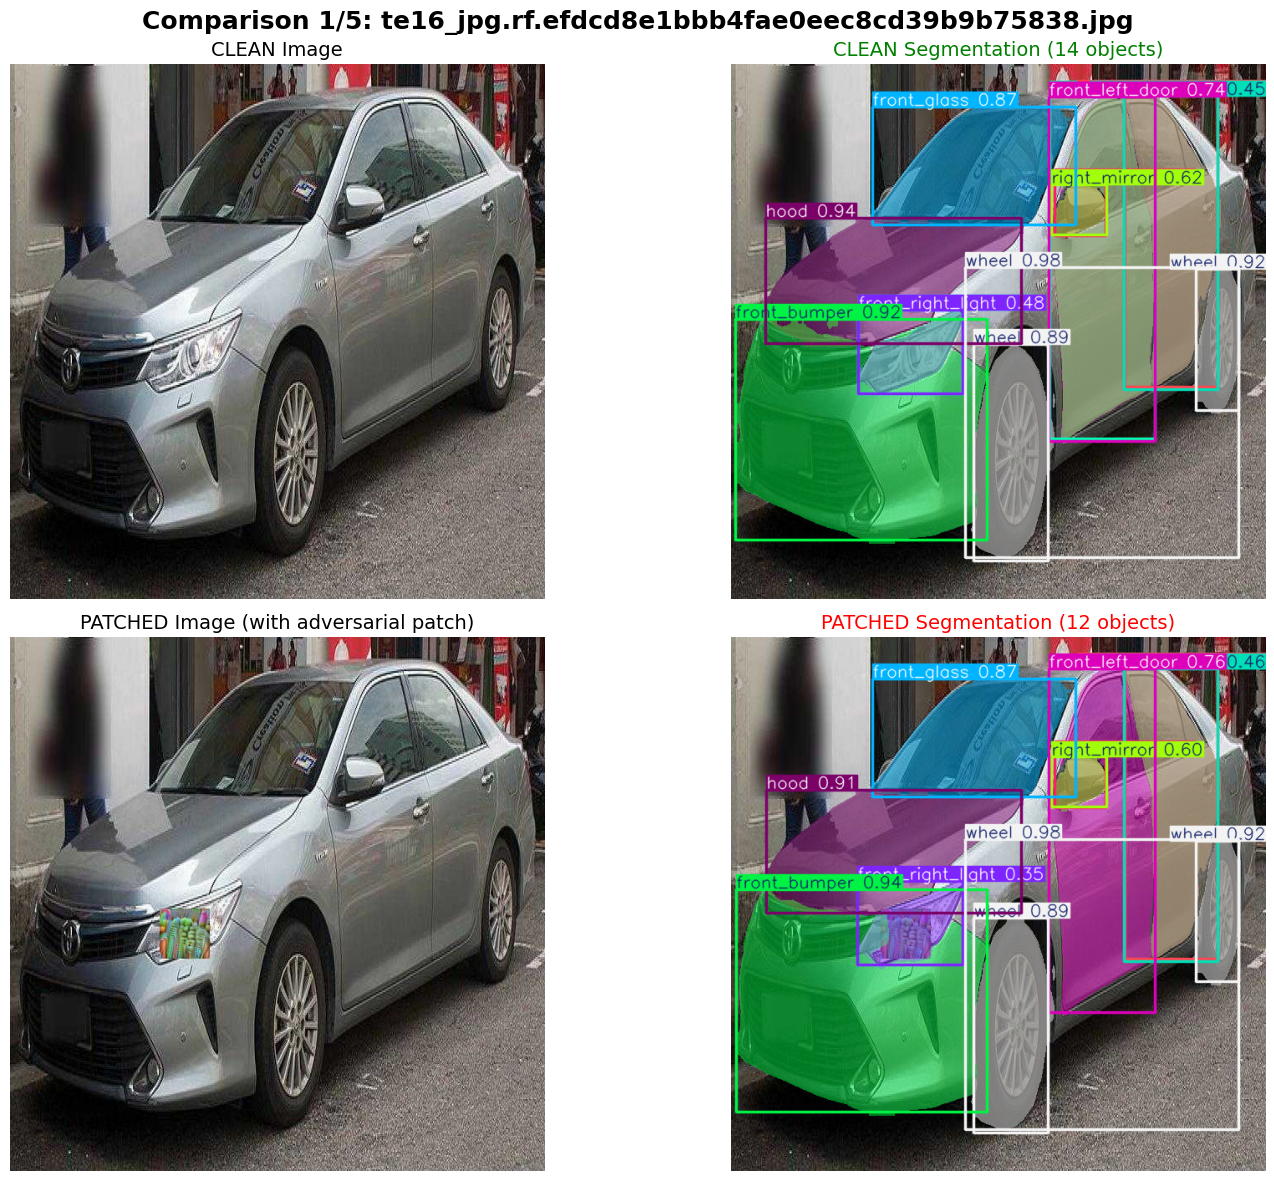 Comparison 1/5: te16_jpg.rf.efdcd8e1bbb4fae0eec8cd39b9b75838.jpg
CLEAN Image
CLEAN Segmentation (14 objects)
front_glass 0.87
front_left_door 0.74
0.45
right_mirror 0.62
hood 0.94
wheel 0.98
wheel 0.92
front_right_light 0.48
front_bumper 0.92
wheel 0.89
PATCHED Image (with adversarial patch)
PATCHED Segmentation (12 objects)
front_glass 0.87
front_left_door 0.76
0.46
right_mirror 0.60
hood 0.91
wheel 0.98
wheel 0.92
front_right_light 0.35
front_bumper 0.94
wheel 0.89